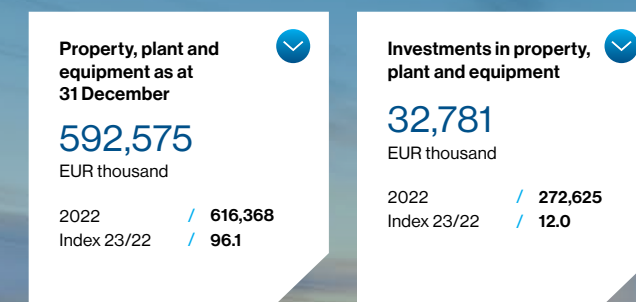 Property, plant and
equipment as at
31 December
592,575
EUR thousand
2022 / 616,368
Index 23/22 / 96.1
Investments in property,
plant and equipment
32,781
EUR thousand
2022 / 272,625
Index 23/22 / 12.0